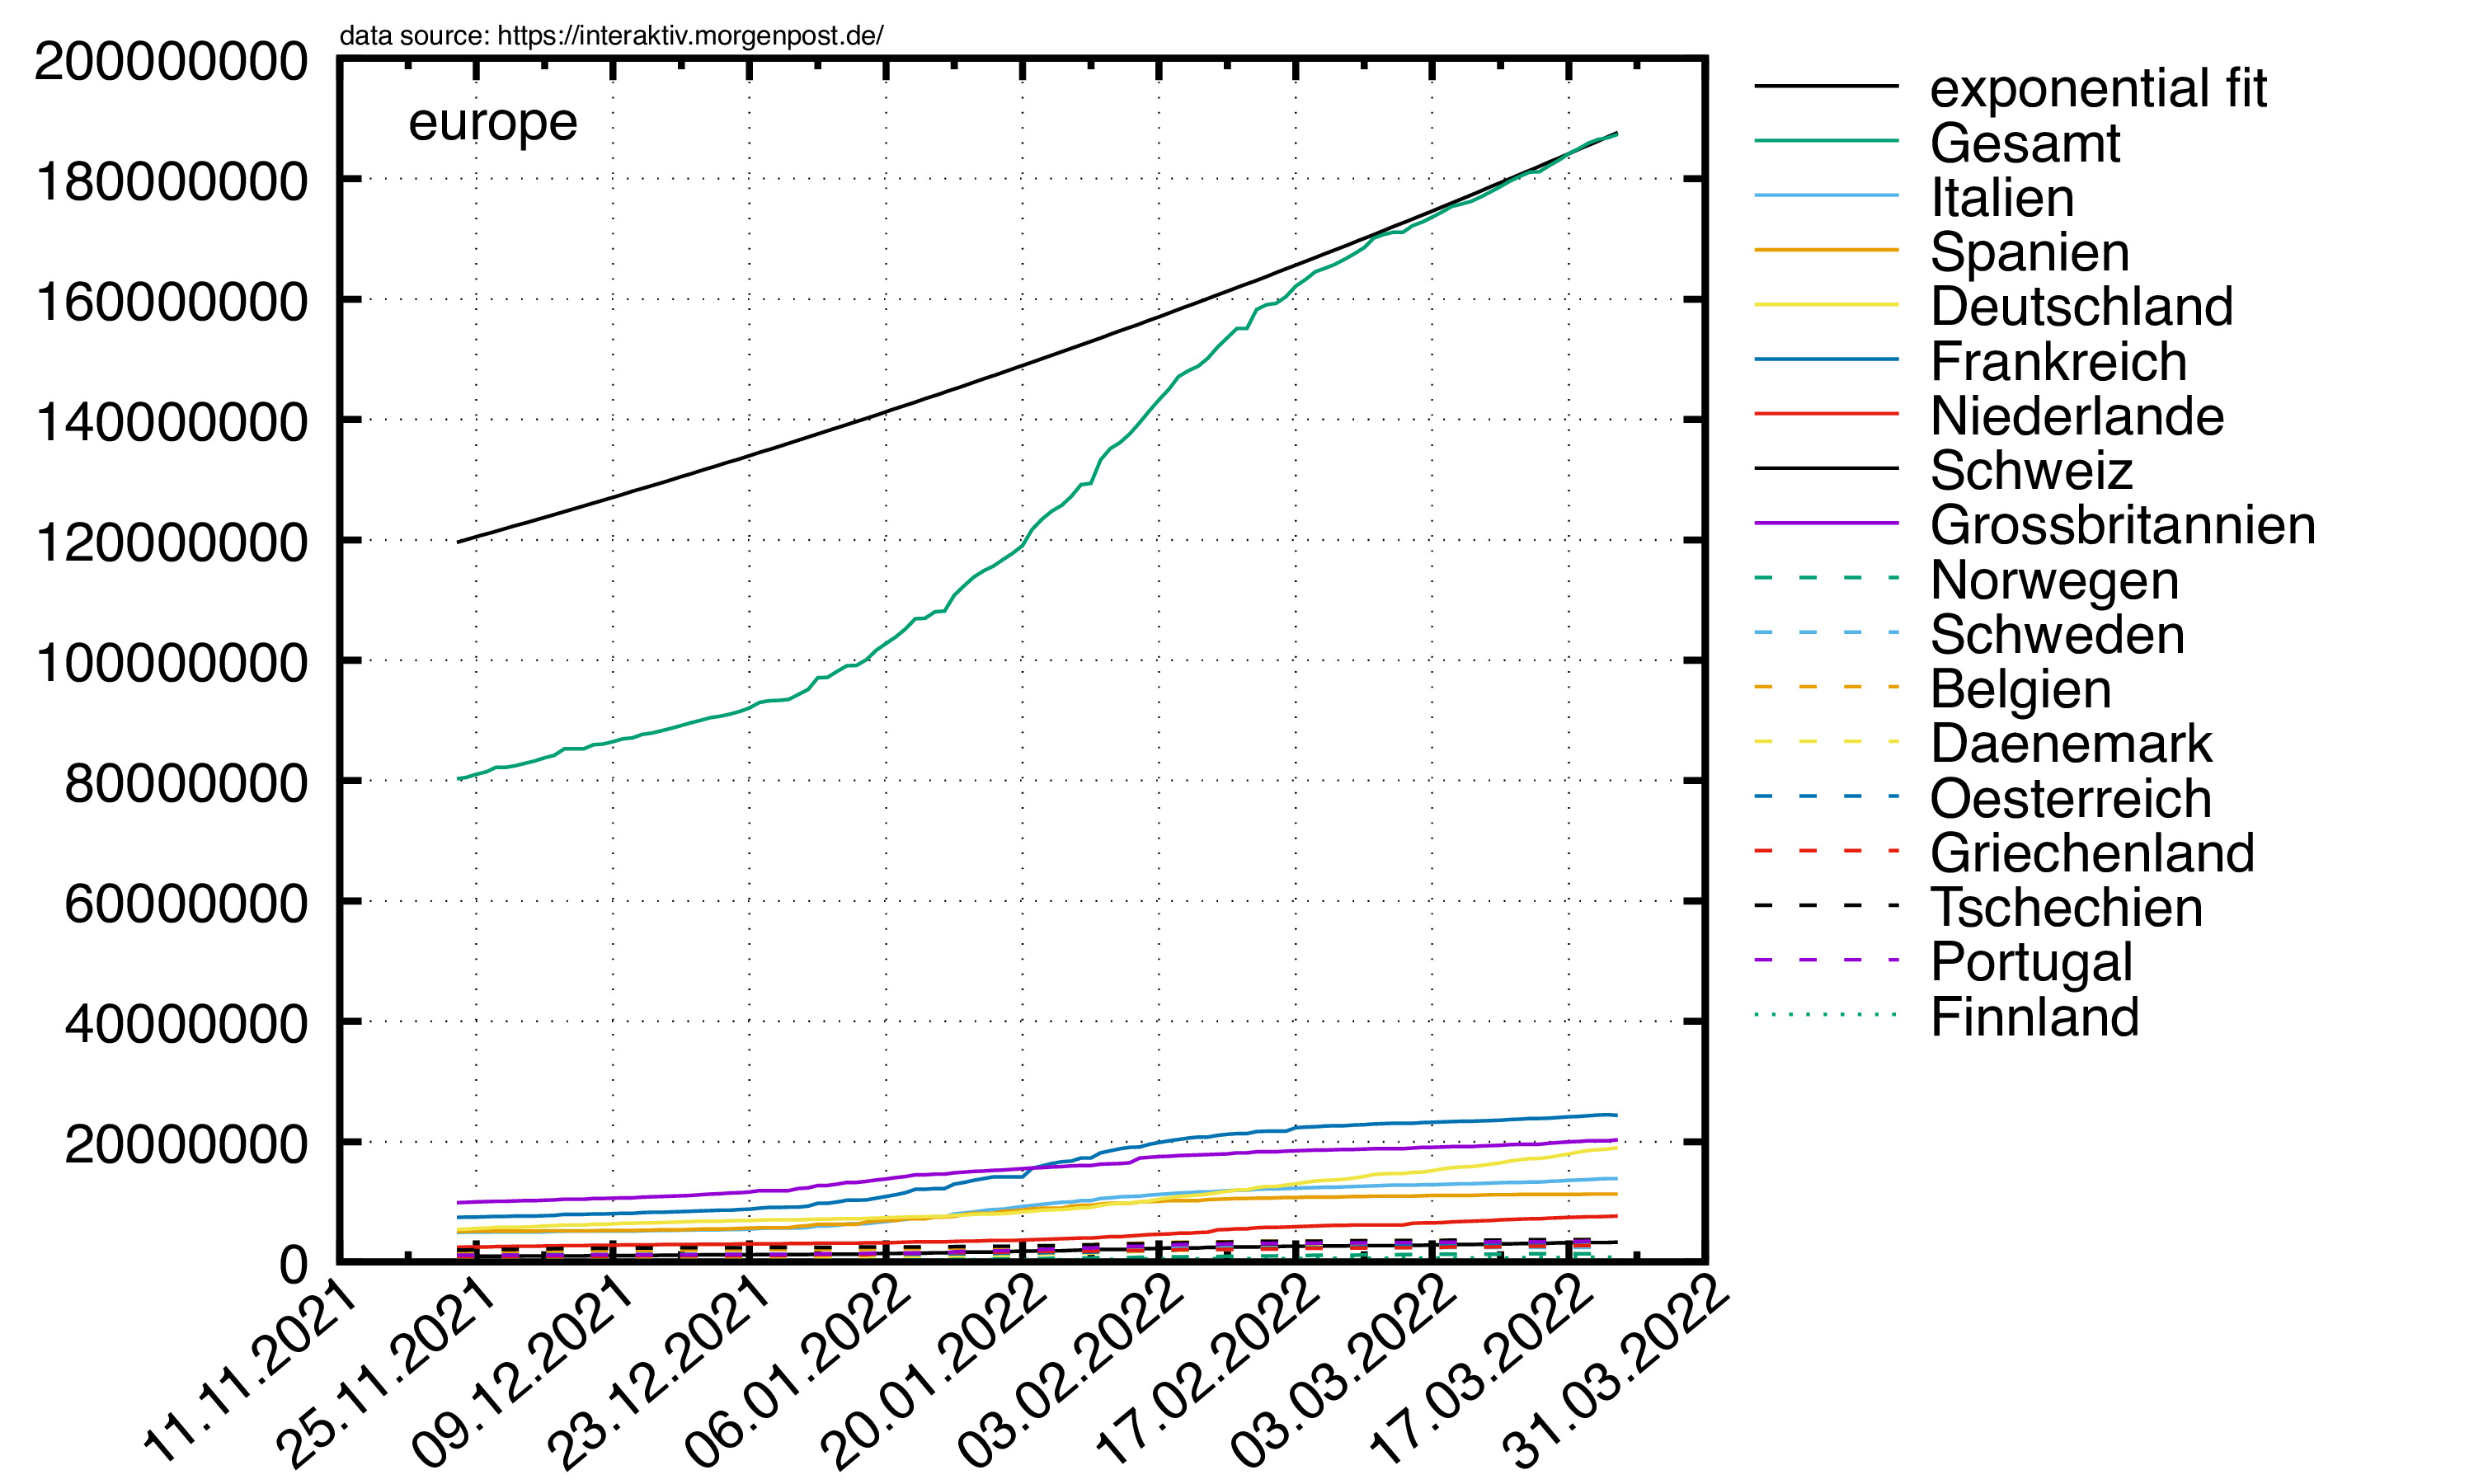 data source: https://interaktiv.morgenpost.de/
europe
200000000
180000000
160000000
140000000
120000000
100000000
80000000
60000000
40000000
20000000
0
11.11.2021
25.11.2021
09.12.2021
23.12.2021
06.01.2022
20.01.2022
03.02.2022
17.02.2022
03.03.2022
17.03.2022
31.03.2022
exponential fit
Gesamt
Italien
Spanien
Deutschland
Frankreich
Niederlande
Schweiz
Grossbritannien
Norwegen
Schweden
Belgien
Daenemark
Oesterreich
Griechenland
Tschechien
Portugal
Finnland